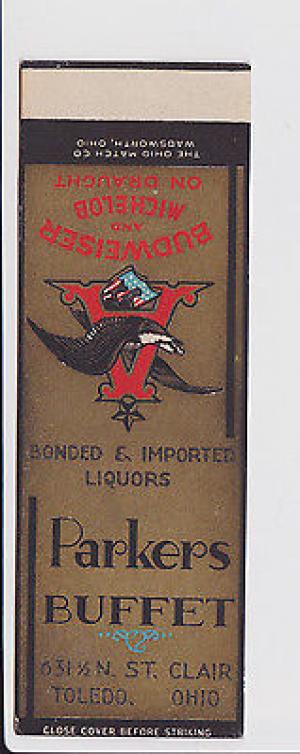 THE OHIO MATCH CO
WADSWORTH, OHIO
BUDWEISER
AND
MICHELOB
ON DRAUGHT
BONDED & IMPORTED
LIQUORS
Parkers
BUFFET
631½ N. ST. CLAIR
TOLEDO, OHIO
CLOSE COVER BEFORE STRIKING